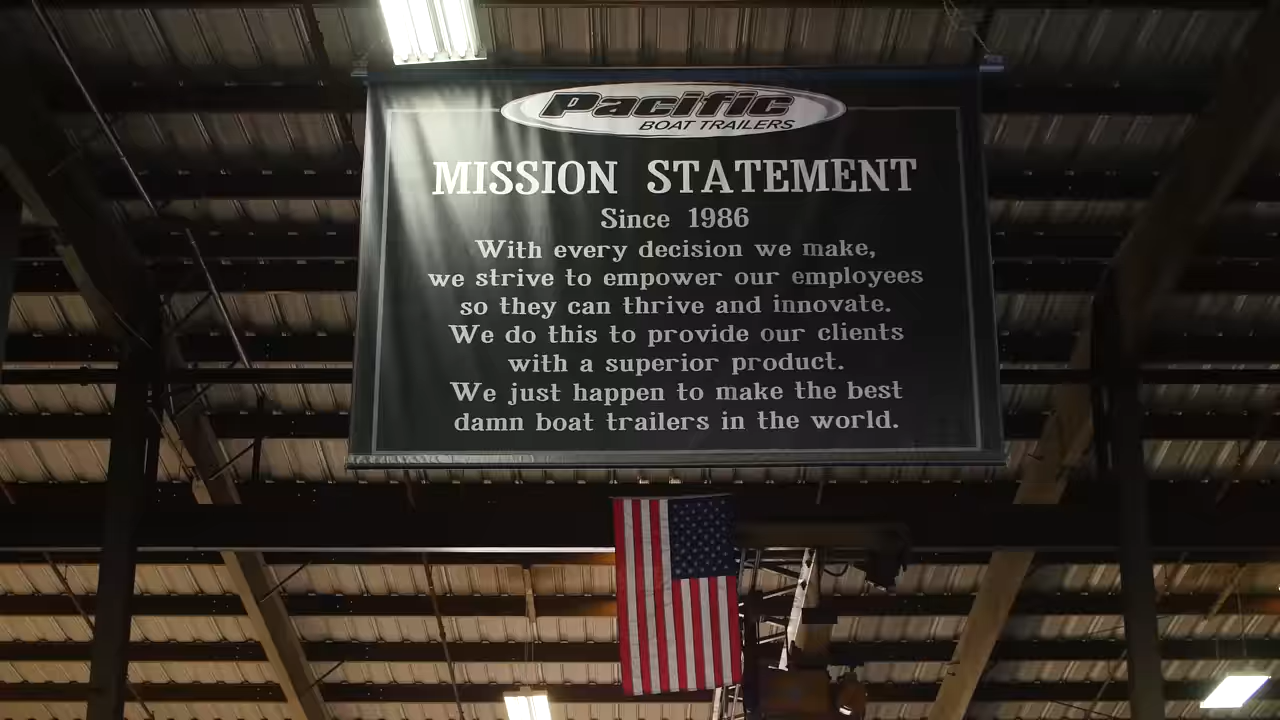 Pacific
BOAT TRAILERS
MISSION STATEMENT
Since 1986
With every decision we make,
we strive to empower our employees
so they can thrive and innovate.
We do this to provide our clients
with a superior product.
We just happen to make the best
damn boat trailers in the world.